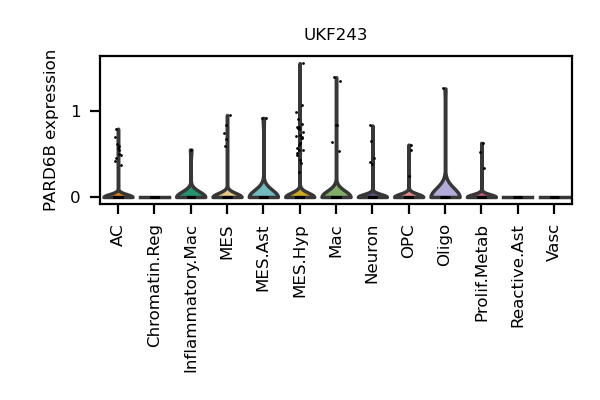 UKF243
PARD6B expression
1
0
AC
Chromatin.Reg
Inflammatory.Mac
MES
MES.Ast
MES.Hyp
Mac
Neuron
OPC
Oligo
Prolif.Metab
Reactive.Ast
Vasc